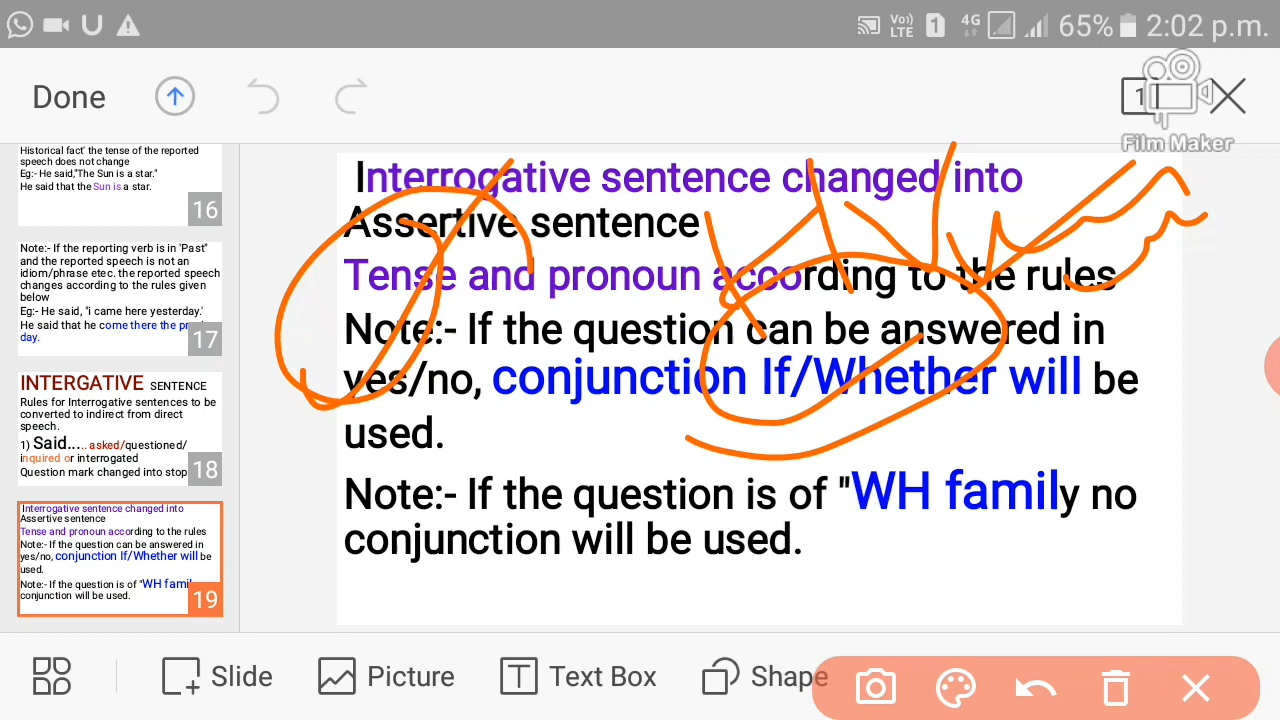 Vo)) LTE 1 4G 65% 2:02 p.m.
Done
1
Film Maker
Historical fact' the tense of the reported
speech does not change
Eg:- He said,"The Sun is a star."
He said that the Sun is a star.
16
Note:- If the reporting verb is in 'Past"
and the reported speech is not an
idiom/phrase etec. the reported speech
changes according to the rules given
below
Eg:- He said, "i came here yesterday.'
He said that he come there the pr
day.
17
INTERGATIVE SENTENCE
Rules for Interrogative sentences to be
converted to indirect from direct
speech.
1) Said.... . asked/questioned/
inquired or interrogated
Question mark changed into stop
18
Interrogative sentence changed into
Assertive sentence
Tense and pronoun according to the rules
Note:- If the question can be answered in
yes/no, conjunction If/Whether will be
used.
Note:- If the question is of "WH famil
conjunction will be used.
19
Interrogative sentence changed into
Assertive sentence
Tense and pronoun according to the rules
Note:- If the question can be answered in
yes/no, conjunction If/Whether will be
used.
Note:- If the question is of "WH family no
conjunction will be used.
Slide
Picture
Text Box
Shape